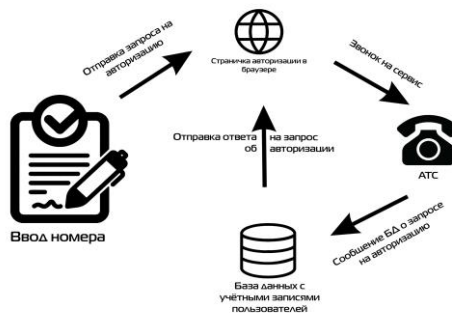 Отправка запроса на
авторизацию
Страничка авторизации в
браузере
Звонок на сервис
Отправка ответа на запрос
об авторизации
АТС
Ввод номера
Сообщение БД о запросе
на авторизацию
База данных с
учётными записями
пользователей